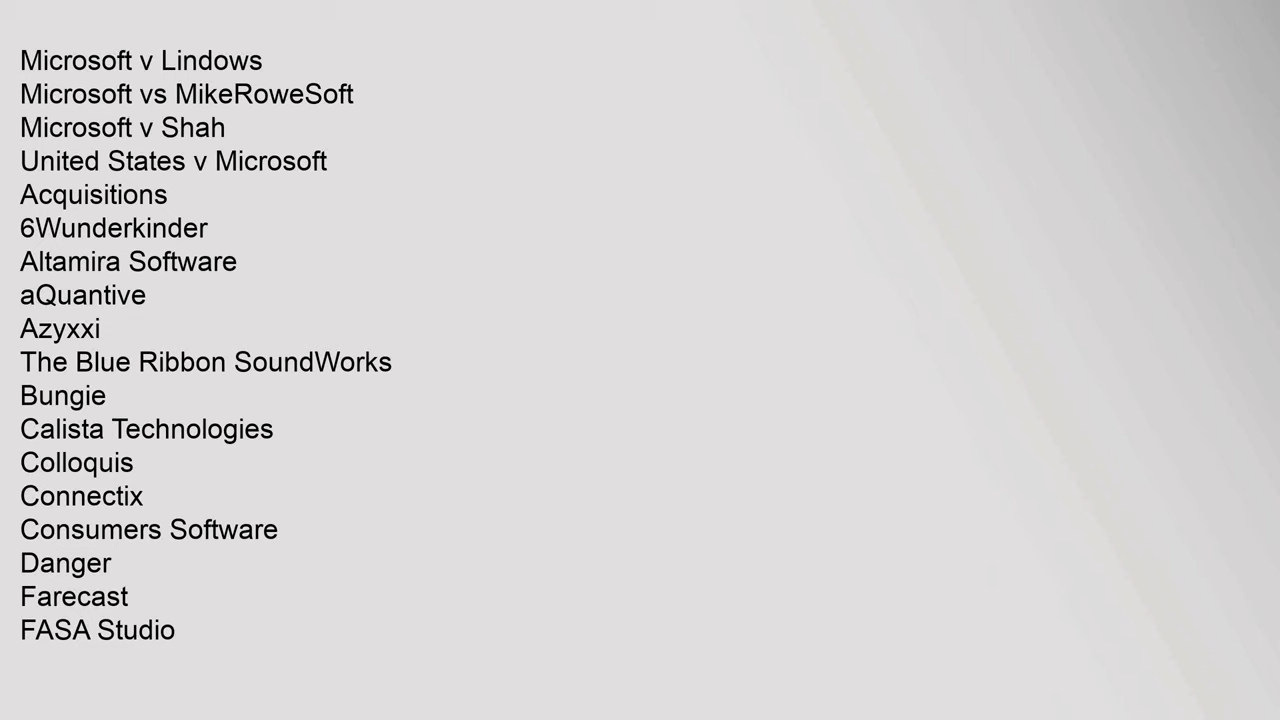 Microsoft v Lindows
Microsoft vs MikeRoweSoft
Microsoft v Shah
United States v Microsoft
Acquisitions
6Wunderkinder
Altamira Software
aQuantive
Azyxxi
The Blue Ribbon SoundWorks
Bungie
Calista Technologies
Colloquis
Connectix
Consumers Software
Danger
Farecast
FASA Studio